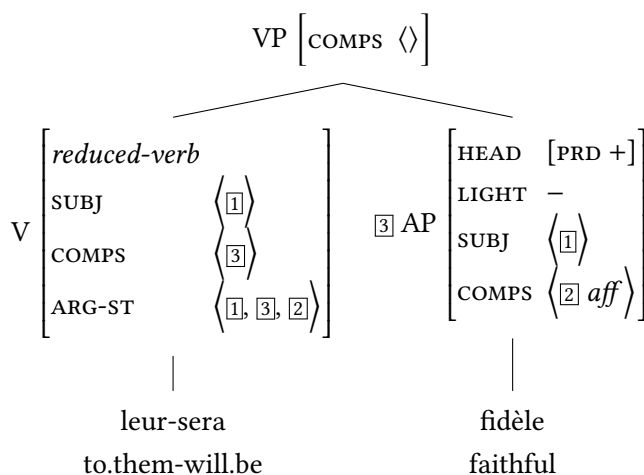 VP [COMPS ⟨⟩]
V [reduced-verb
SUBJ ⟨[1]⟩
COMPS ⟨[3]⟩
ARG-ST ⟨[1], [3], [2]⟩]
[3] AP [HEAD [PRD +]
LIGHT −
SUBJ ⟨[1]⟩
COMPS ⟨[2] aff⟩]
leur-sera
to.them-will.be
fidèle
faithful